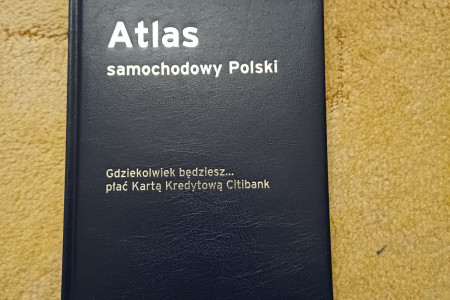 Atlas
samochodowy Polski
Gdziekolwiek będziesz...
płać Kartą Kredytową Citibank